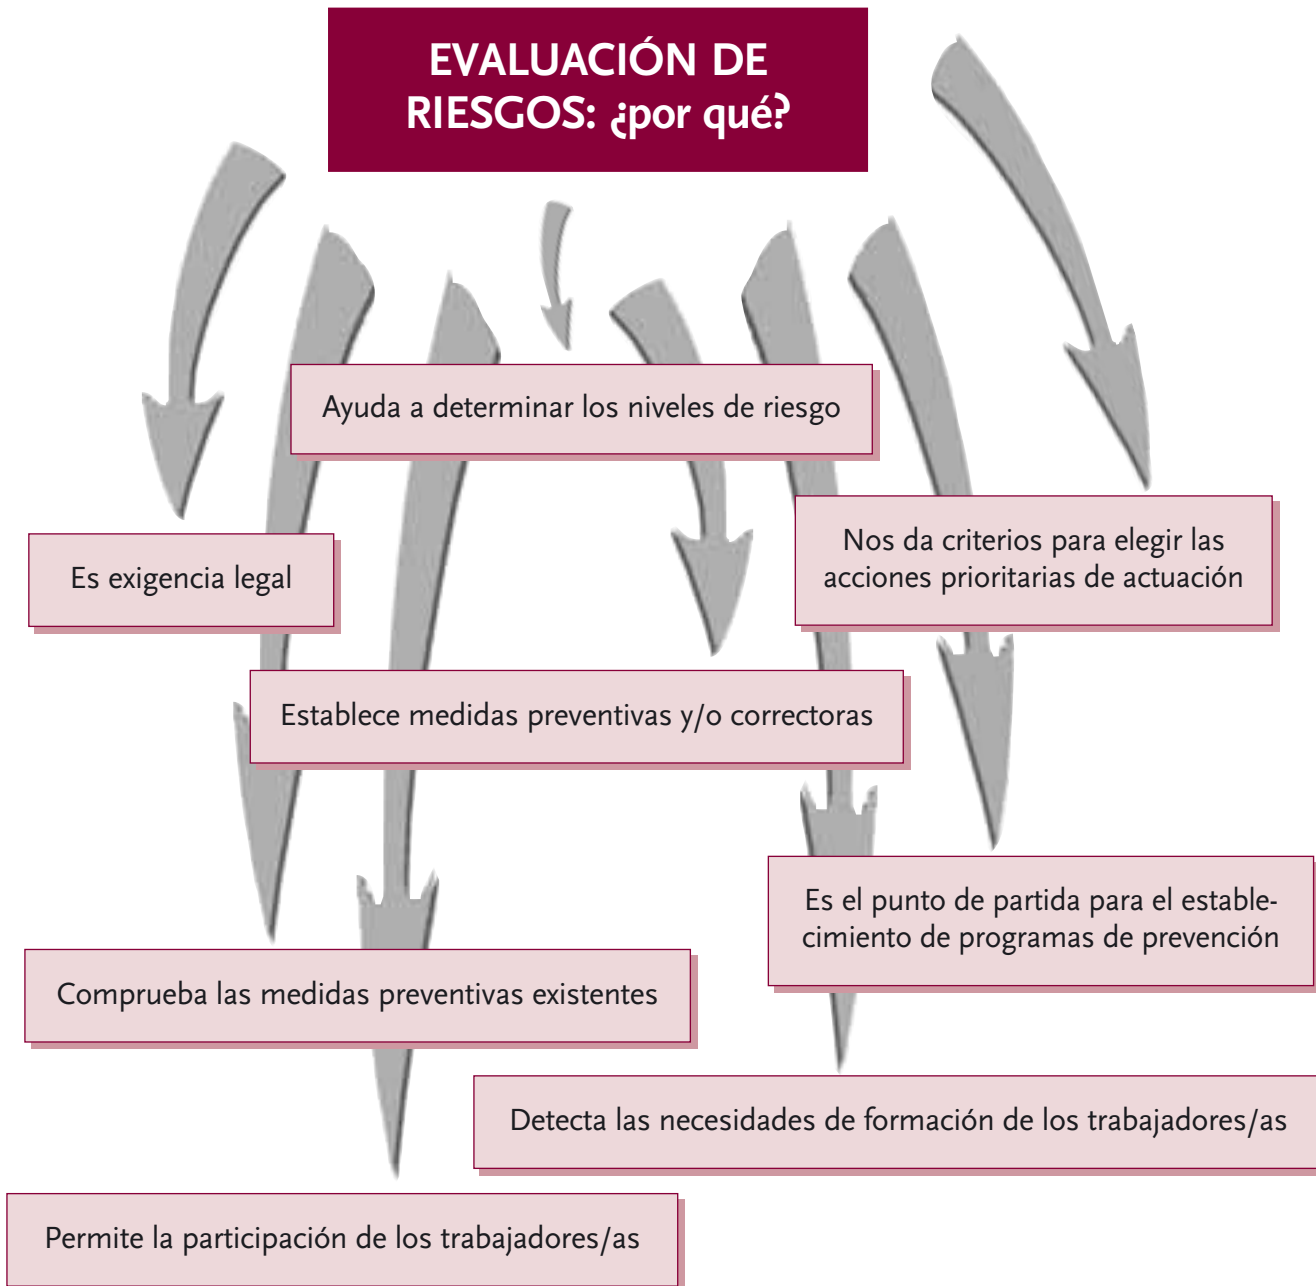 EVALUACIÓN DE
RIESGOS: ¿por qué?
Ayuda a determinar los niveles de riesgo
Es exigencia legal
Nos da criterios para elegir las
acciones prioritarias de actuación
Establece medidas preventivas y/o correctoras
Es el punto de partida para el estable-
cimiento de programas de prevención
Comprueba las medidas preventivas existentes
Detecta las necesidades de formación de los trabajadores/as
Permite la participación de los trabajadores/as